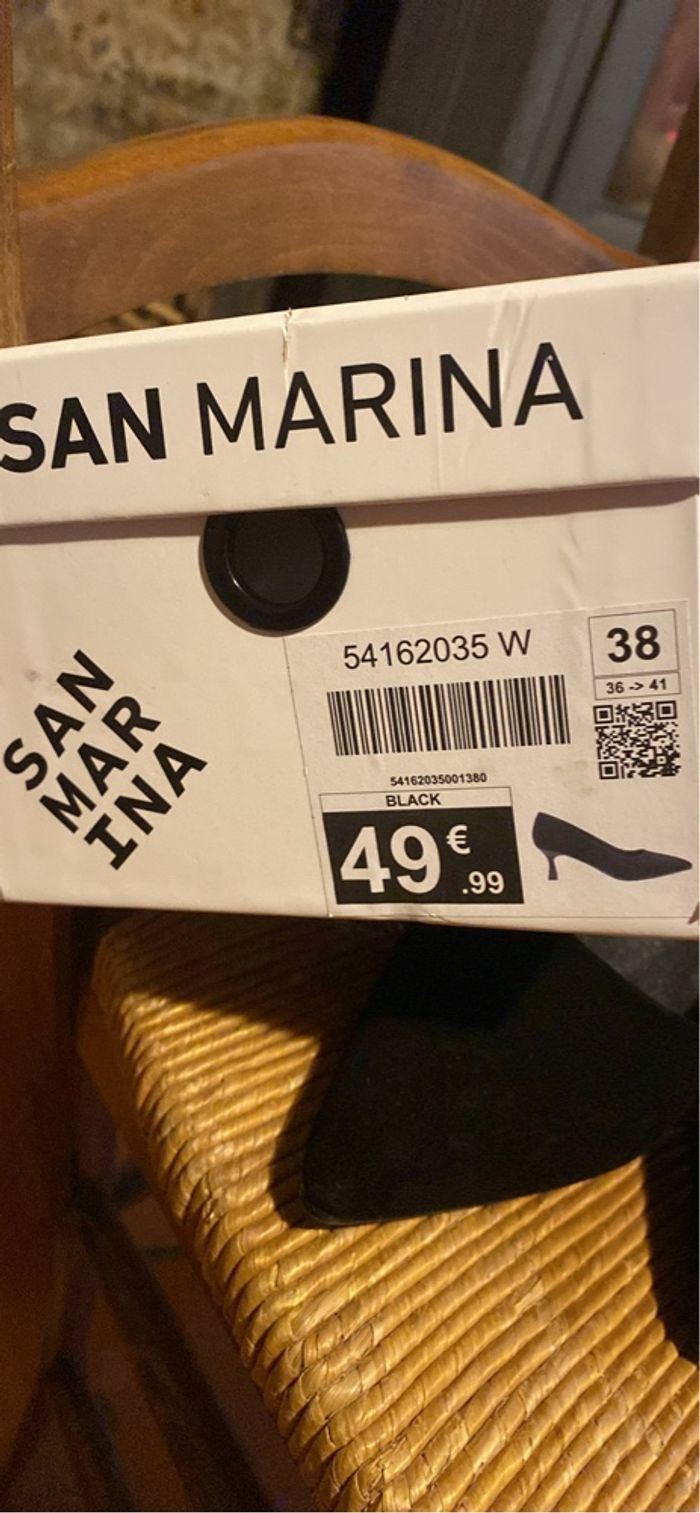 SAN MARINA
SAN
MAR
INA
54162035 W
38
36 -> 41
54162035001380
BLACK
49€.99